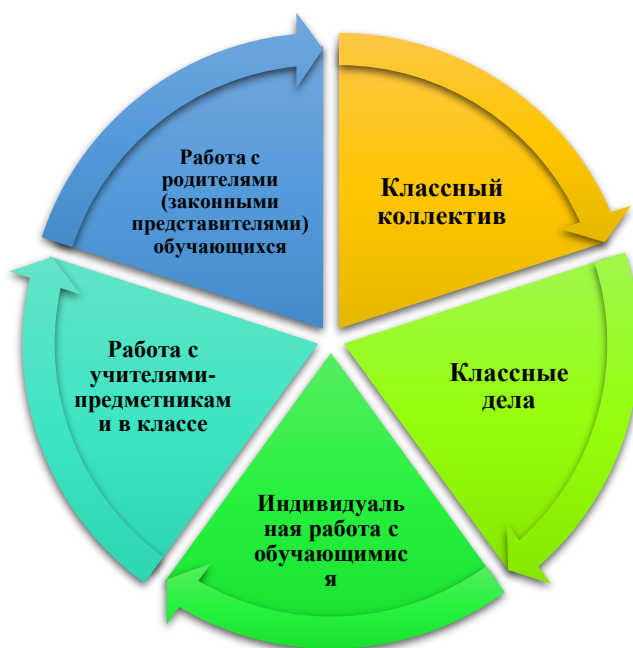 Классный
коллектив
Классные
дела
Индивидуаль
ная работа с
обучающимис
я
Работа с
учителями-
предметникам
и в классе
Работа с
родителями
(законными
представителями)
обучающихся